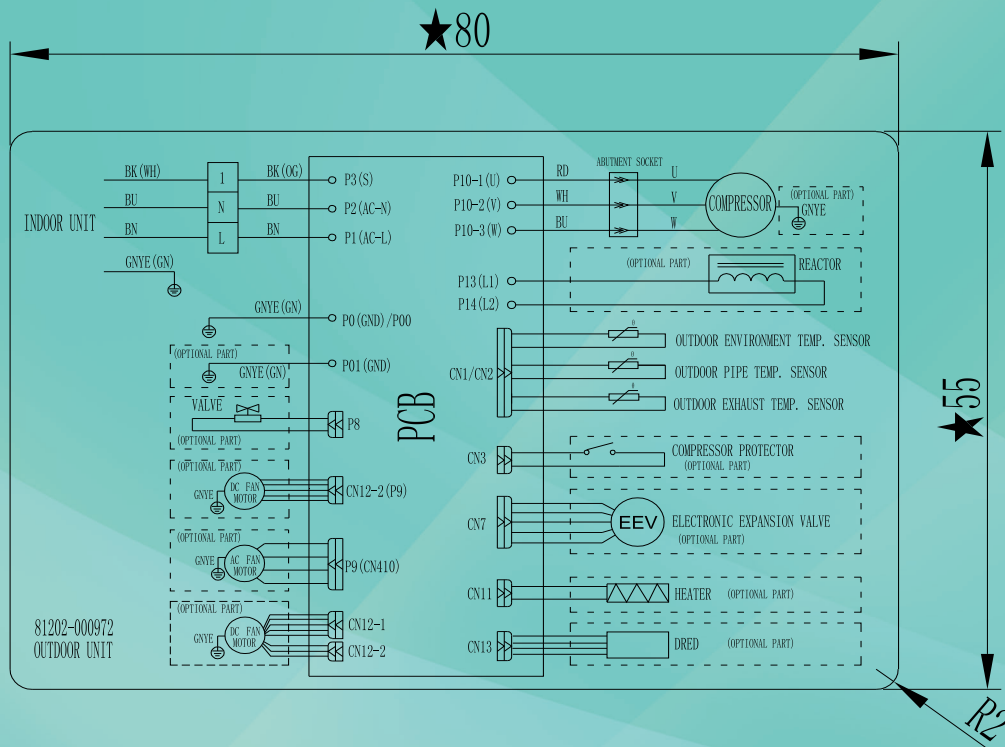 ★80
BK(WH) 1 BK(OG) P3(S)
BU N BU P2(AC-N)
INDOOR UNIT
BN L BN P1(AC-L)
GNYE(GN)
GNYE(GN) P0(GND)/P00
(OPTIONAL PART)
GNYE(GN) P01(GND)
VALVE
P8
(OPTIONAL PART)
(OPTIONAL PART)
GNYE DC FAN MOTOR CN12-2(P9)
(OPTIONAL PART)
GNYE AC FAN MOTOR P9(CN410)
(OPTIONAL PART)
GNYE DC FAN MOTOR CN12-1
CN12-2
81202-000972
OUTDOOR UNIT
PCB
ABUTMENT SOCKET
P10-1(U) RD U
P10-2(V) WH V
P10-3(W) BU W
COMPRESSOR
(OPTIONAL PART)
GNYE
(OPTIONAL PART) REACTOR
P13(L1)
P14(L2)
CN1/CN2
θ OUTDOOR ENVIRONMENT TEMP. SENSOR
θ OUTDOOR PIPE TEMP. SENSOR
θ OUTDOOR EXHAUST TEMP. SENSOR
CN3 COMPRESSOR PROTECTOR
(OPTIONAL PART)
CN7 EEV ELECTRONIC EXPANSION VALVE
(OPTIONAL PART)
CN11 HEATER (OPTIONAL PART)
CN13 DRED (OPTIONAL PART)
★55
R2